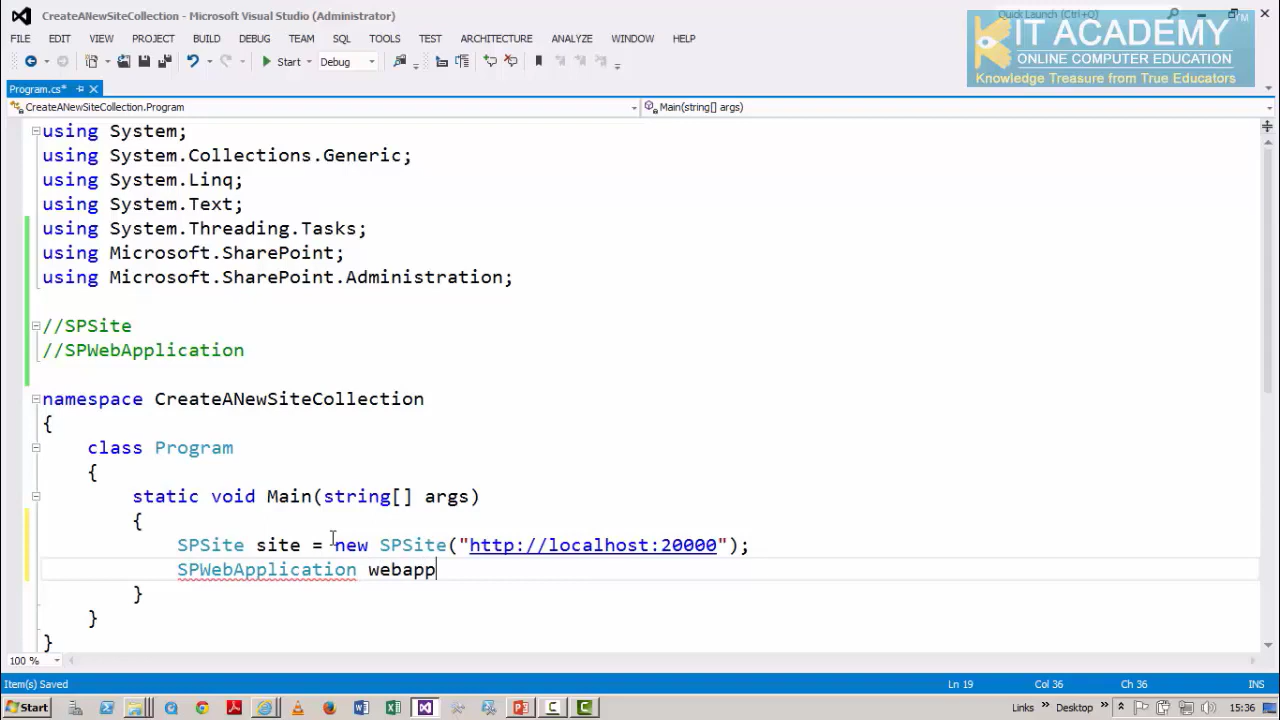 CreateANewSiteCollection - Microsoft Visual Studio (Administrator)
Quick Launch (Ctrl+Q)
KIT ACADEMY
ONLINE COMPUTER EDUCATION
Knowledge Treasure from True Educators
FILE EDIT VIEW PROJECT BUILD DEBUG TEAM SQL TOOLS TEST ARCHITECTURE ANALYZE WINDOW HELP
Start Debug
Program.cs*
CreateANewSiteCollection.Program Main(string[] args)
using System;
using System.Collections.Generic;
using System.Linq;
using System.Text;
using System.Threading.Tasks;
using Microsoft.SharePoint;
using Microsoft.SharePoint.Administration;
//SPSite
//SPWebApplication
namespace CreateANewSiteCollection
{
class Program
{
static void Main(string[] args)
{
SPSite site = new SPSite("http://localhost:20000");
SPWebApplication webapp
}
}
}
100 %
Item(s) Saved Ln 19 Col 36 Ch 36 INS
Start Links » Desktop » 15:36